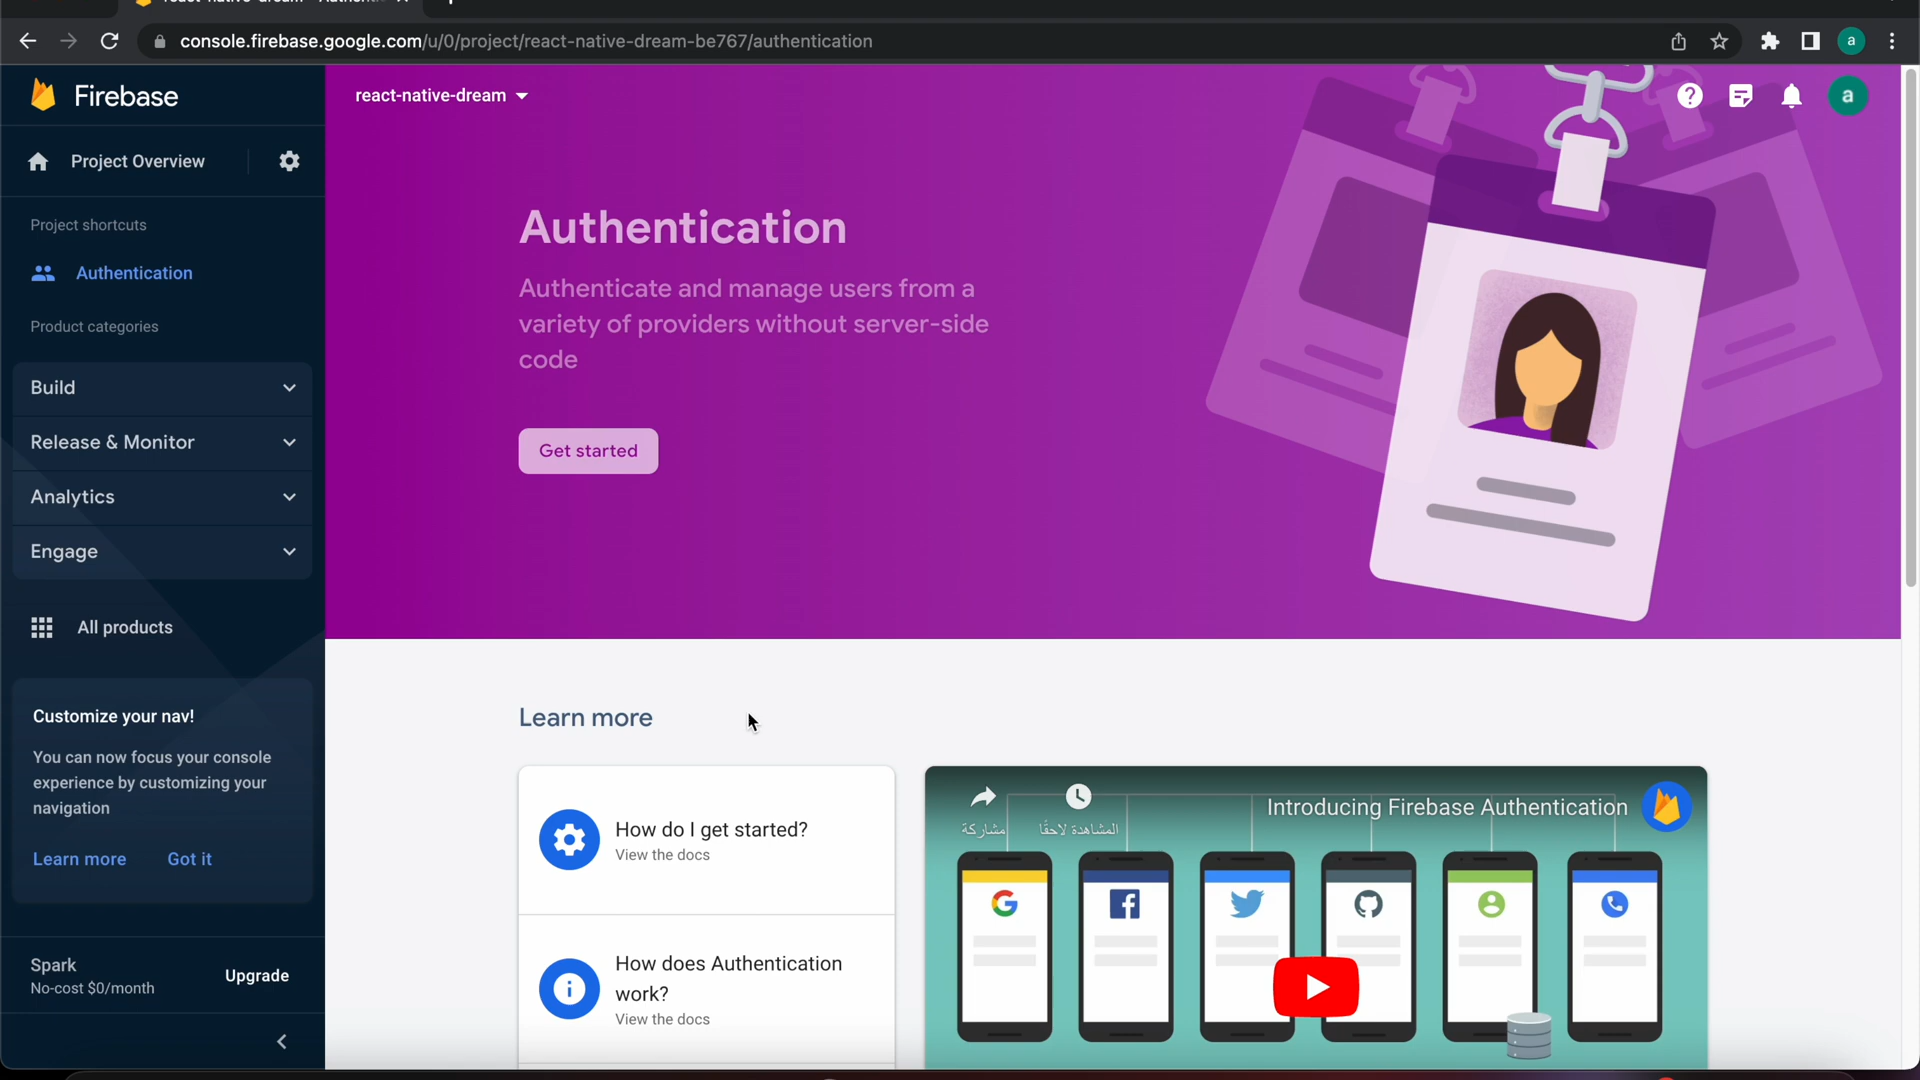 console.firebase.google.com/u/0/project/react-native-dream-be767/authentication
a
Firebase
react-native-dream
a
Project Overview
Project shortcuts
Authentication
Product categories
Build
Release & Monitor
Analytics
Engage
All products
Customize your nav!
You can now focus your console
experience by customizing your
navigation
Learn more
Got it
Spark
No-cost $0/month
Upgrade
Authentication
Authenticate and manage users from a
variety of providers without server-side
code
Get started
Learn more
How do I get started?
View the docs
How does Authentication
work?
View the docs
مشاركة
المشاهدة لاحقًا
Introducing Firebase Authentication